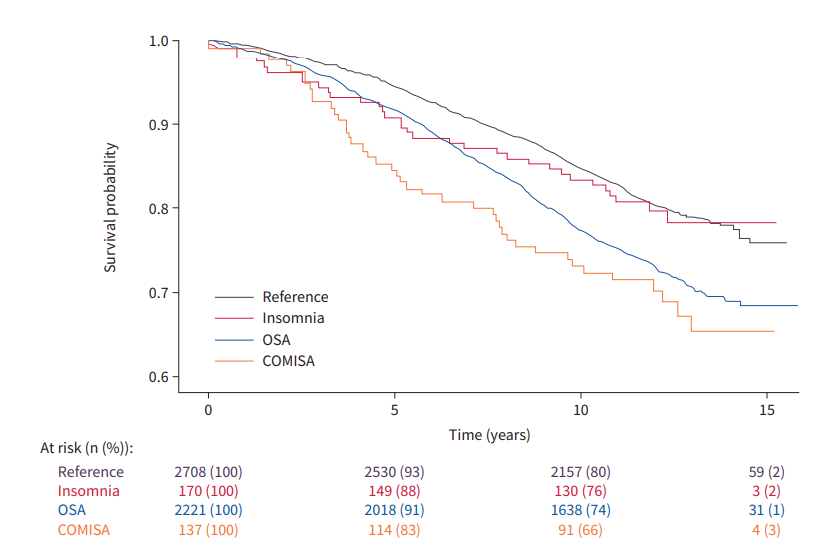 1.0
0.9
0.8
0.7
0.6
Survival probability
Reference
Insomnia
OSA
COMISA
0 5 10 15
Time (years)
At risk (n (%)):
Reference 2708 (100) 2530 (93) 2157 (80) 59 (2)
Insomnia 170 (100) 149 (88) 130 (76) 3 (2)
OSA 2221 (100) 2018 (91) 1638 (74) 31 (1)
COMISA 137 (100) 114 (83) 91 (66) 4 (3)